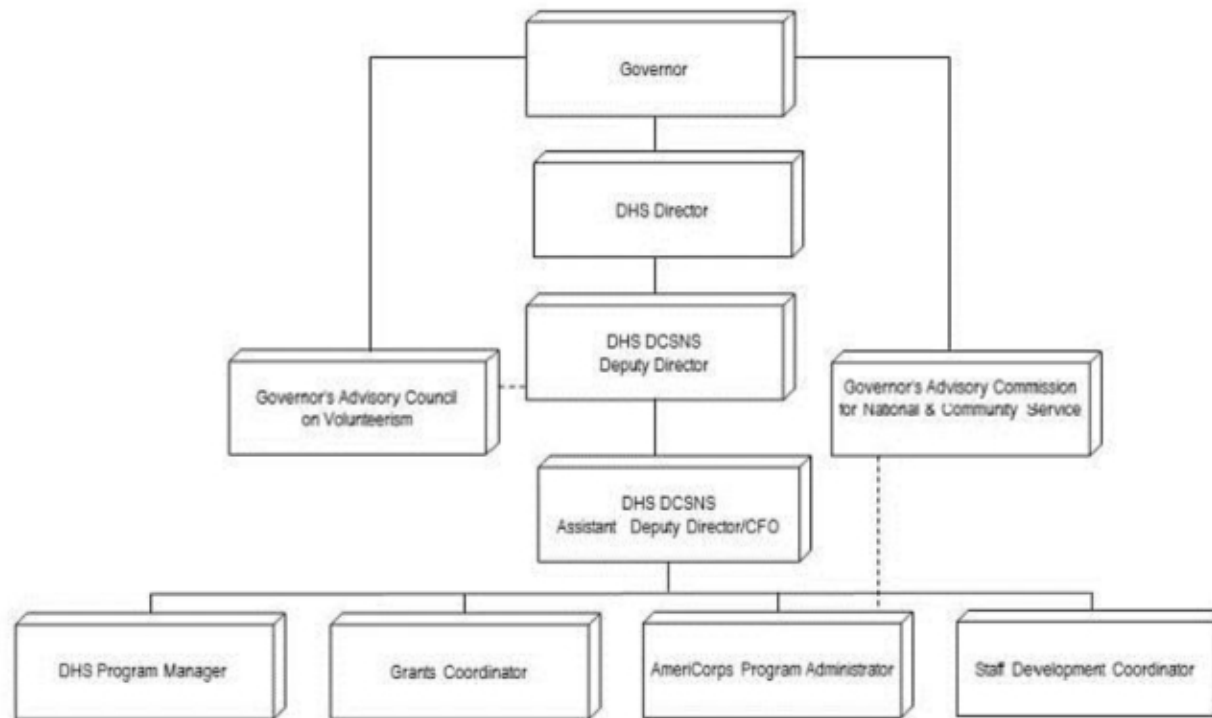 Governor
DHS Director
DHS DCSNS
Deputy Director
Governor's Advisory Council
on Volunteerism
Governor's Advisory Commission
for National & Community Service
DHS DCSNS
Assistant Deputy Director/CFO
DHS Program Manager
Grants Coordinator
AmeriCorps Program Administrator
Staff Development Coordinator